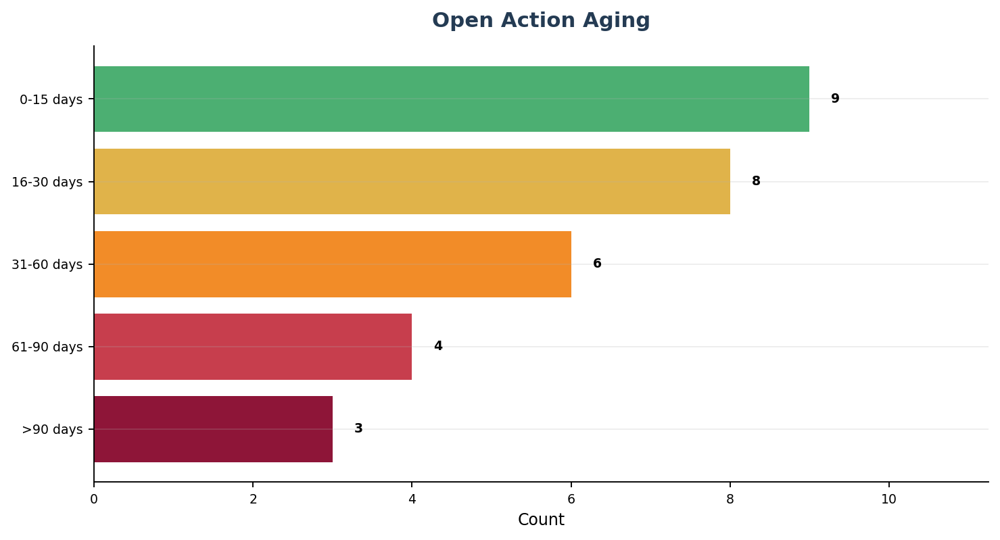 Open Action Aging
0-15 days
9
16-30 days
8
31-60 days
6
61-90 days
4
>90 days
3
0 2 4 6 8 10
Count